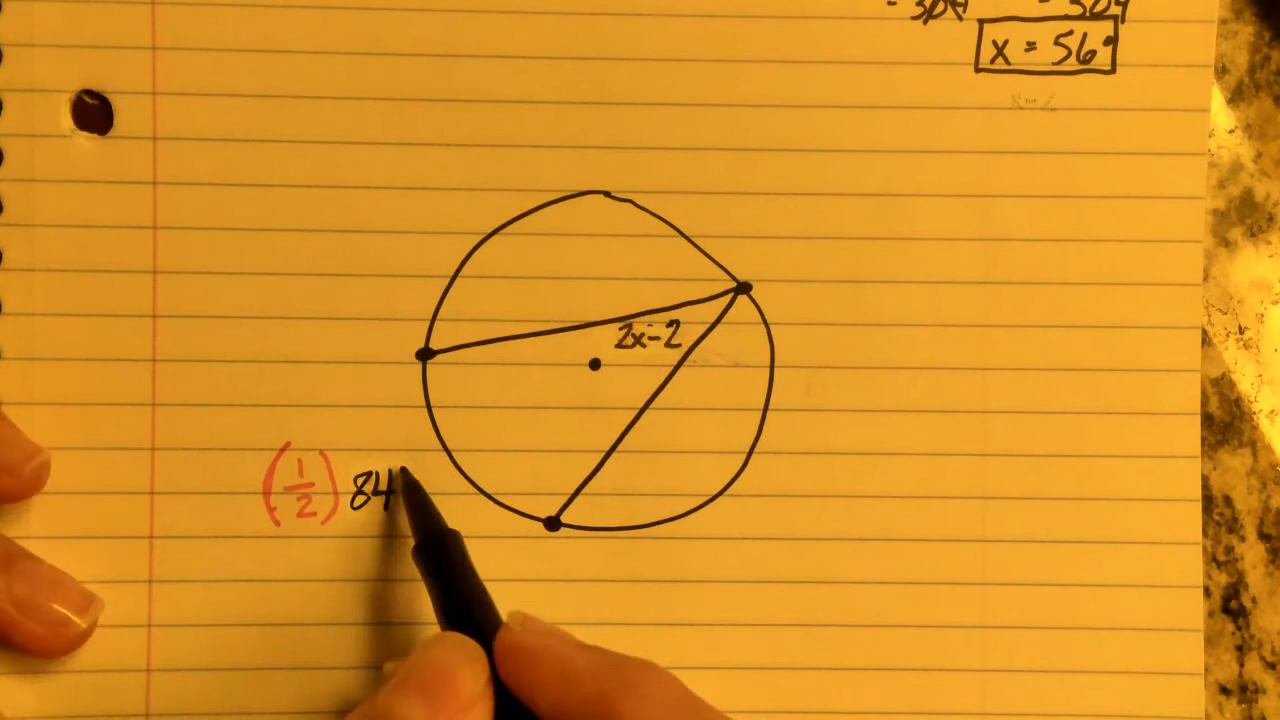 x = 56°
2x-2
(1/2) 84